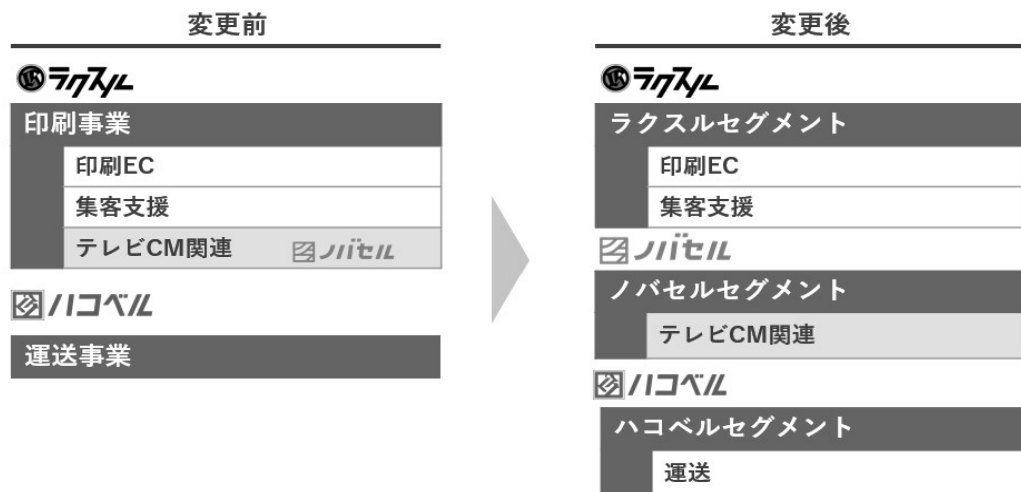 変更前
ラクスル
印刷事業
印刷EC
集客支援
テレビCM関連 ノバセル
ハコベル
運送事業
変更後
ラクスル
ラクスルセグメント
印刷EC
集客支援
ノバセル
ノバセルセグメント
テレビCM関連
ハコベル
ハコベルセグメント
運送